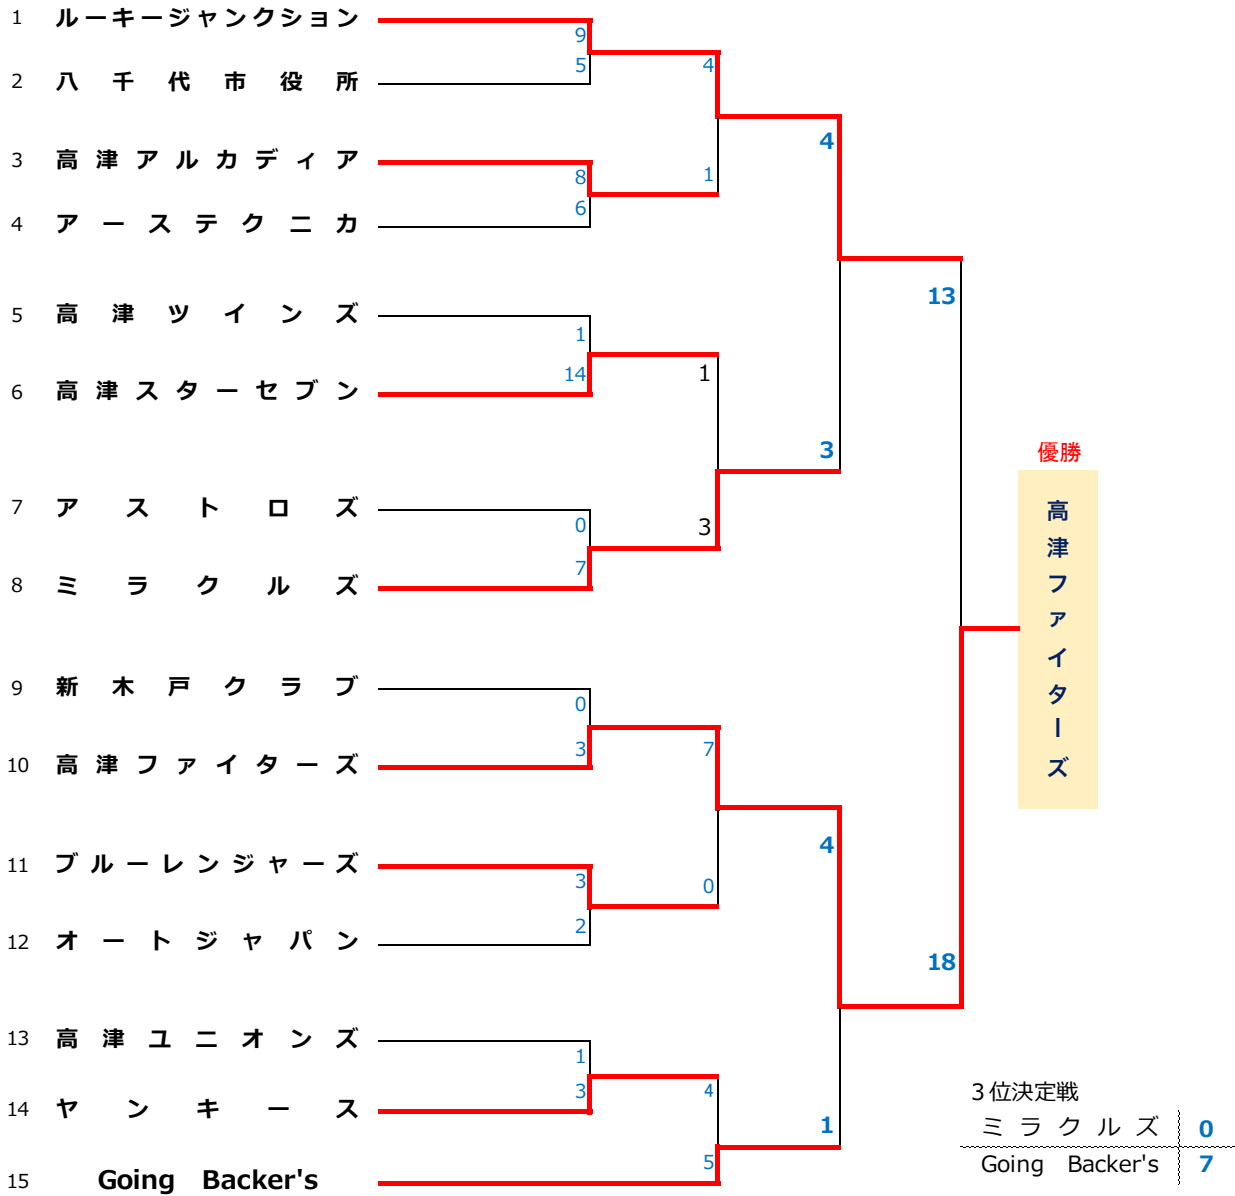 1 ルーキージャンクション
9
5
4
2 八千代市役所
4
3 高津アルカディア
8
1
6
4 アーステクニカ
13
5 高津ツインズ
1
14
1
6 高津スターセブン
3
優勝
高津ファイターズ
7 アストロズ
0
3
7
8 ミラクルズ
9 新木戸クラブ
0
3
7
10 高津ファイターズ
4
11 ブルーレンジャーズ
3
0
2
12 オートジャパン
18
13 高津ユニオンズ
1
3
4
14 ヤンキース
1
5
15 Going Backer's
3位決定戦
ミラクルズ 0
Going Backer's 7